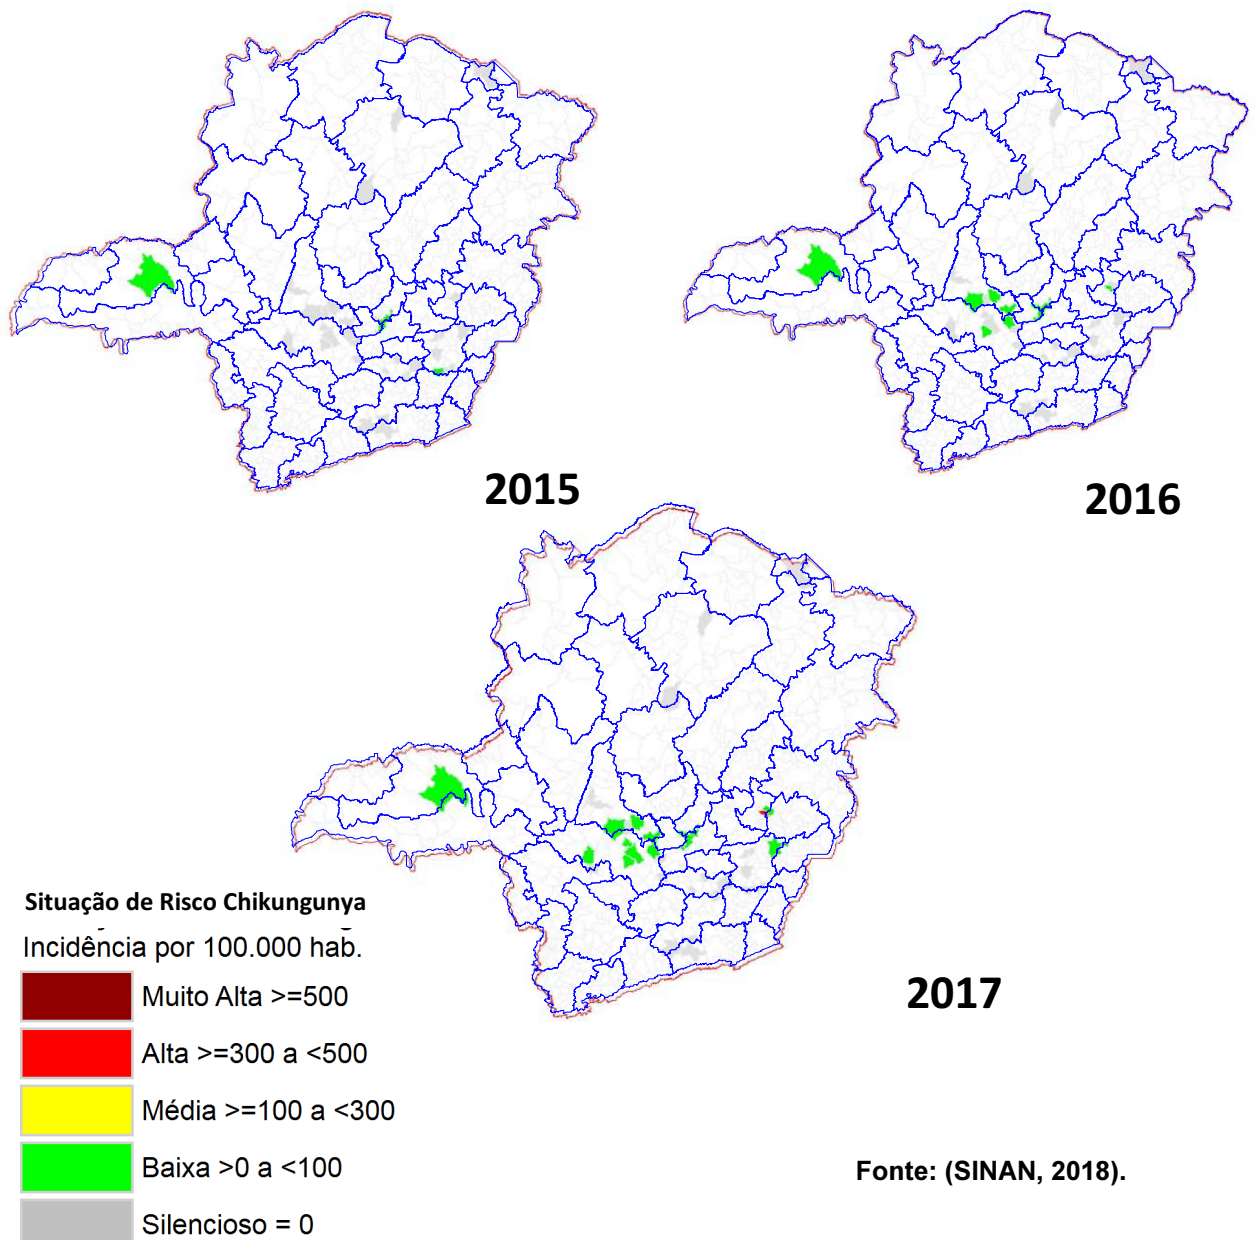 2015
2016
2017
Situação de Risco Chikungunya
Incidência por 100.000 hab.
Muito Alta >=500
Alta >=300 a <500
Média >=100 a <300
Baixa >0 a <100
Silencioso = 0
Fonte: (SINAN, 2018).